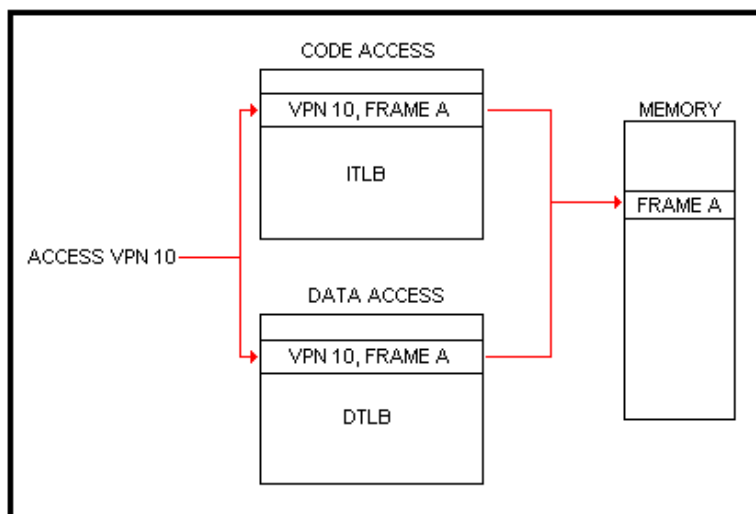 CODE ACCESS
VPN 10, FRAME A
ITLB
MEMORY
FRAME A
ACCESS VPN 10
DATA ACCESS
VPN 10, FRAME A
DTLB